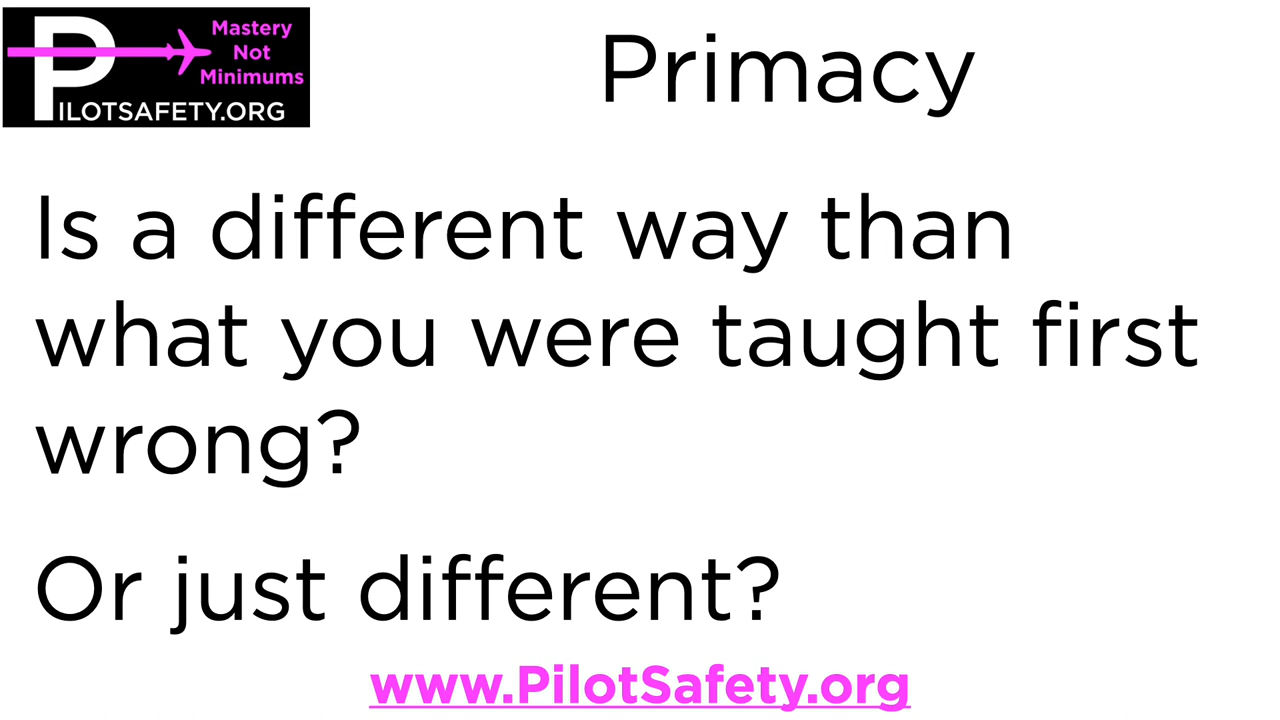 Mastery
Not
Minimums
PILOTSAFETY.ORG
Primacy
Is a different way than
what you were taught first
wrong?
Or just different?
www.PilotSafety.org